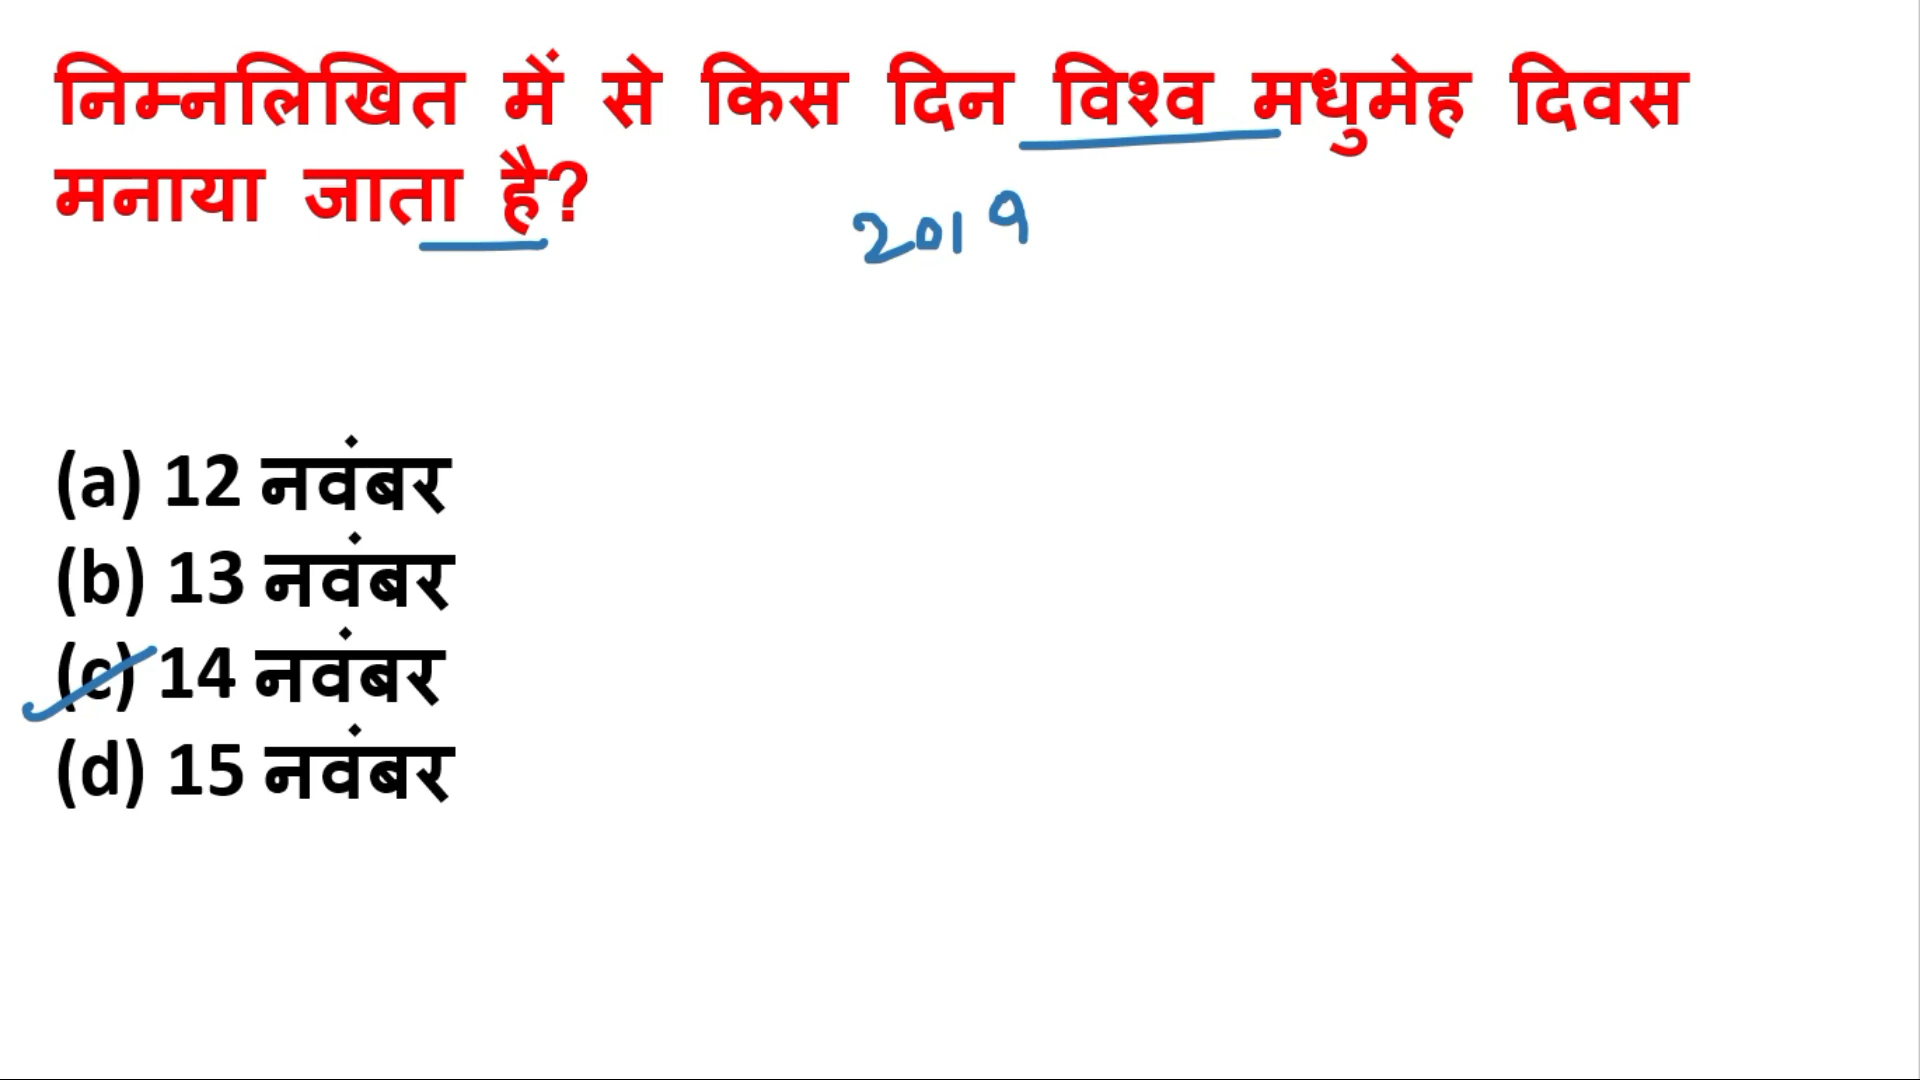 निम्नलिखित में से किस दिन विश्व मधुमेह दिवस
मनाया जाता है?
2019
(a) 12 नवंबर
(b) 13 नवंबर
(c) 14 नवंबर
(d) 15 नवंबर